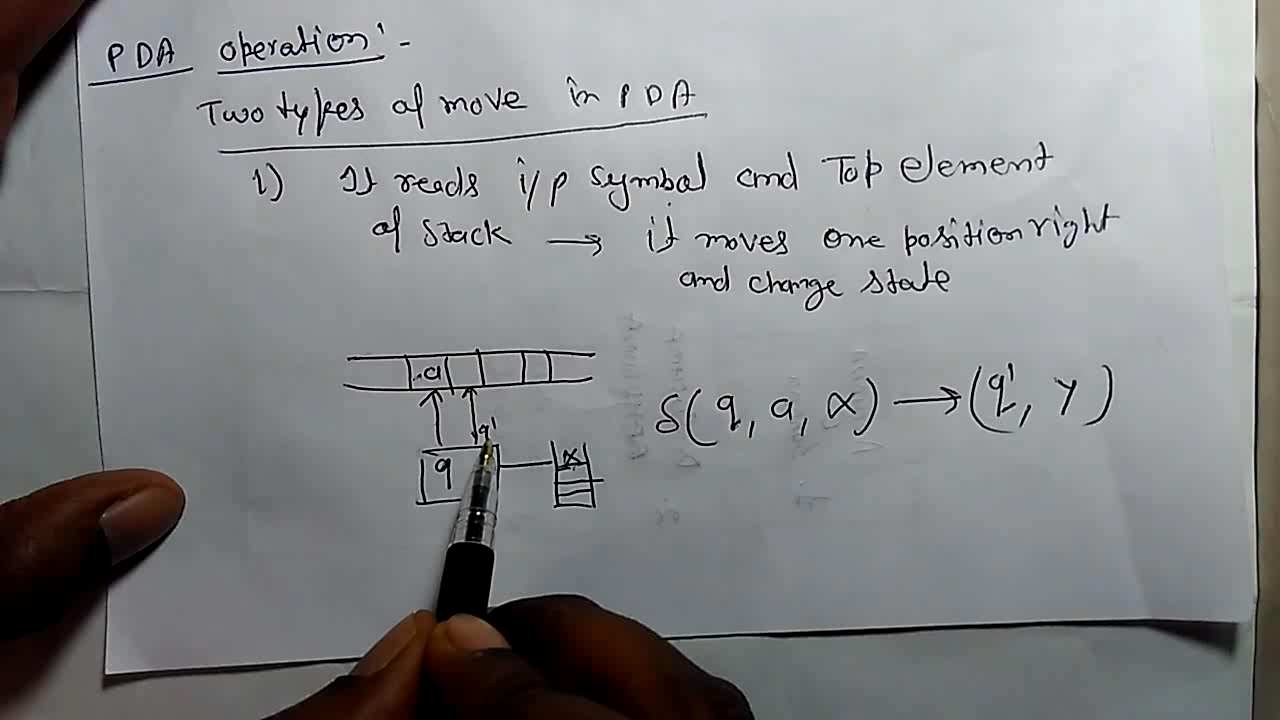 PDA operation:-
Two types of move in PDA
1) It reads i/p symbol and Top element
of stack → it moves one position right
and change state
a
δ(q, a, x) → (q', y)
q'
q
x